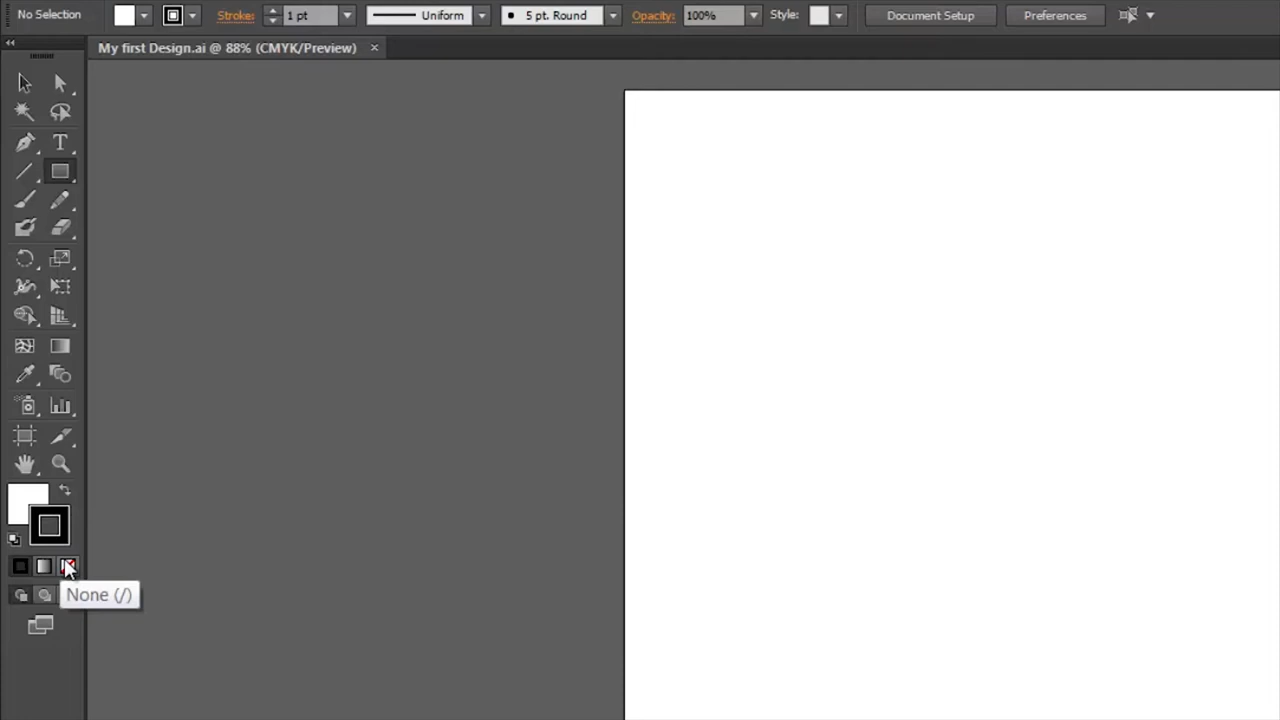 No Selection Stroke: 1 pt Uniform 5 pt. Round Opacity: 100% Style: Document Setup Preferences
My first Design.ai @ 88% (CMYK/Preview) ×
T
None (/)